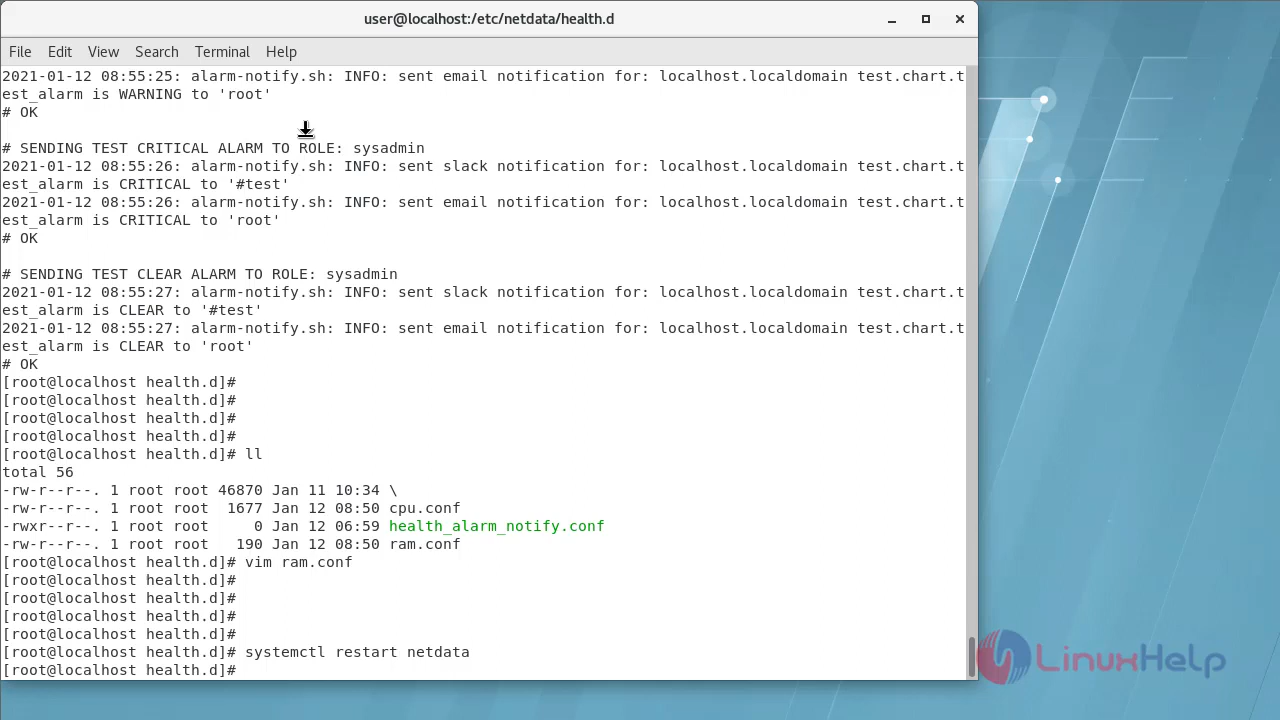 user@localhost:/etc/netdata/health.d
File Edit View Search Terminal Help
2021-01-12 08:55:25: alarm-notify.sh: INFO: sent email notification for: localhost.localdomain test.chart.t
est_alarm is WARNING to 'root'
# OK
# SENDING TEST CRITICAL ALARM TO ROLE: sysadmin
2021-01-12 08:55:26: alarm-notify.sh: INFO: sent slack notification for: localhost.localdomain test.chart.t
est_alarm is CRITICAL to '#test'
2021-01-12 08:55:26: alarm-notify.sh: INFO: sent email notification for: localhost.localdomain test.chart.t
est_alarm is CRITICAL to 'root'
# OK
# SENDING TEST CLEAR ALARM TO ROLE: sysadmin
2021-01-12 08:55:27: alarm-notify.sh: INFO: sent slack notification for: localhost.localdomain test.chart.t
est_alarm is CLEAR to '#test'
2021-01-12 08:55:27: alarm-notify.sh: INFO: sent email notification for: localhost.localdomain test.chart.t
est_alarm is CLEAR to 'root'
# OK
[root@localhost health.d]#
[root@localhost health.d]#
[root@localhost health.d]#
[root@localhost health.d]#
[root@localhost health.d]# ll
total 56
-rw-r--r--. 1 root root 46870 Jan 11 10:34 \
-rw-r--r--. 1 root root  1677 Jan 12 08:50 cpu.conf
-rwxr--r--. 1 root root     0 Jan 12 06:59 health_alarm_notify.conf
-rw-r--r--. 1 root root   190 Jan 12 08:50 ram.conf
[root@localhost health.d]# vim ram.conf
[root@localhost health.d]#
[root@localhost health.d]#
[root@localhost health.d]#
[root@localhost health.d]#
[root@localhost health.d]# systemctl restart netdata
[root@localhost health.d]#
LinuxHelp